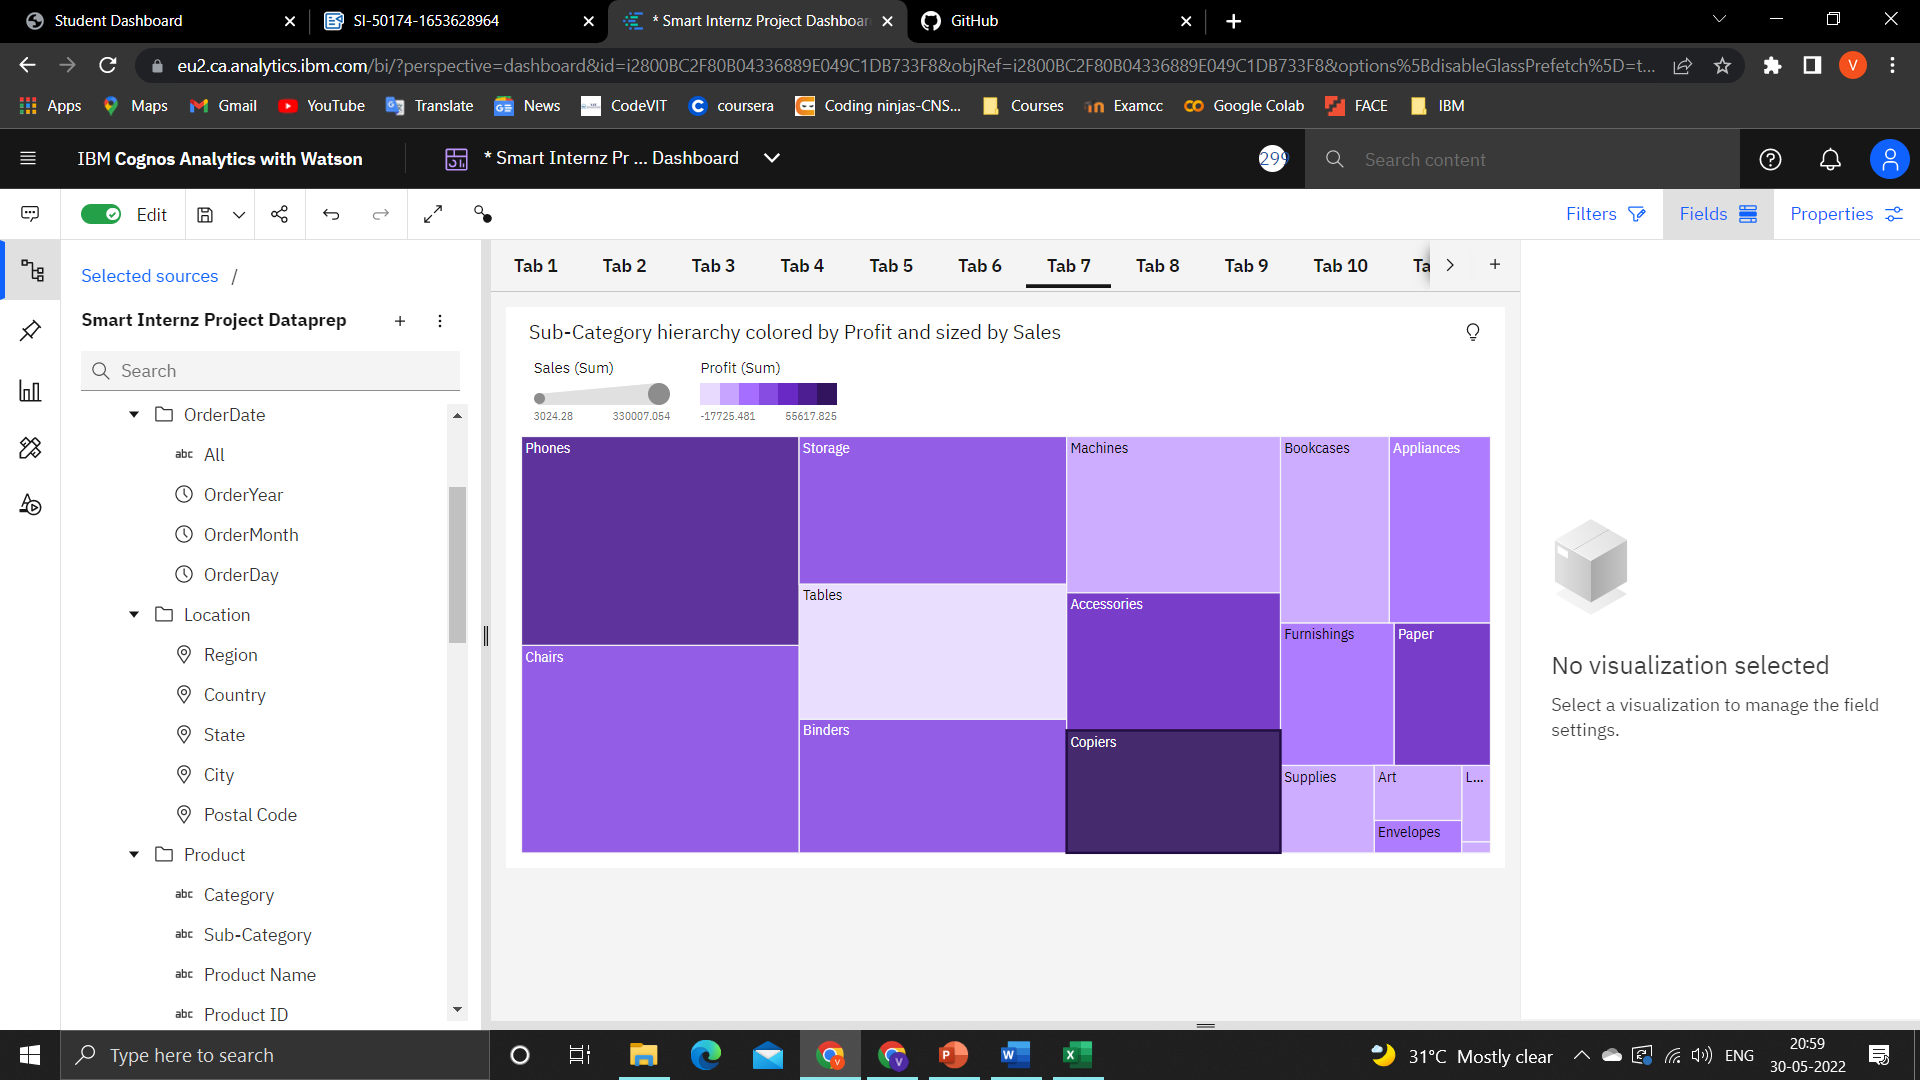 Student Dashboard
SI-50174-1653628964
* Smart Internz Project Dashboar
GitHub
eu2.ca.analytics.ibm.com/bi/?perspective=dashboard&id=i2800BC2F80B04336889E049C1DB733F8&objRef=i2800BC2F80B04336889E049C1DB733F8&options%5BdisableGlassPrefetch%5D=t...
V
Apps
Maps
Gmail
YouTube
Translate
News
CodeVIT
coursera
Coding ninjas-CNS...
Courses
Examcc
Google Colab
FACE
IBM
IBM Cognos Analytics with Watson
* Smart Internz Pr ... Dashboard
299
Search content
Edit
Filters
Fields
Properties
Selected sources /
Smart Internz Project Dataprep
Search
OrderDate
abc All
OrderYear
OrderMonth
OrderDay
Location
Region
Country
State
City
Postal Code
Product
abc Category
abc Sub-Category
abc Product Name
abc Product ID
Tab 1
Tab 2
Tab 3
Tab 4
Tab 5
Tab 6
Tab 7
Tab 8
Tab 9
Tab 10
Ta
Sub-Category hierarchy colored by Profit and sized by Sales
Sales (Sum)
3024.28 330007.054
Profit (Sum)
-17725.481 55617.825
Phones
Chairs
Storage
Tables
Binders
Machines
Accessories
Copiers
Bookcases
Appliances
Furnishings
Paper
Supplies
Art
L...
Envelopes
No visualization selected
Select a visualization to manage the field
settings.
Type here to search
31°C Mostly clear
ENG
20:59
30-05-2022